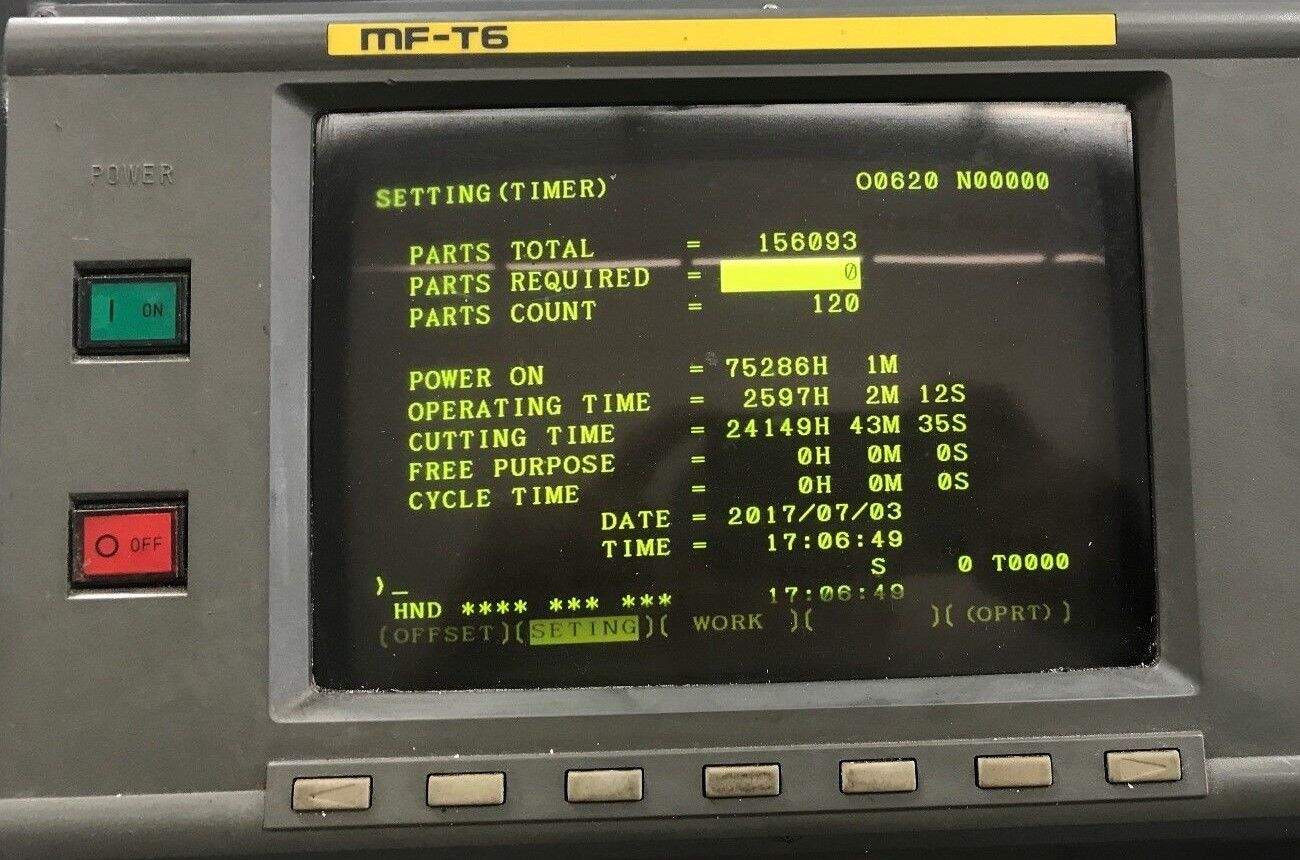 MF-T6
POWER
SETTING(TIMER) O0620 N00000
PARTS TOTAL = 156093
PARTS REQUIRED = 0
PARTS COUNT = 120
POWER ON = 75286H 1M
OPERATING TIME = 2597H 2M 12S
CUTTING TIME = 24149H 43M 35S
FREE PURPOSE = 0H 0M 0S
CYCLE TIME = 0H 0M 0S
DATE = 2017/07/03
TIME = 17:06:49
S 0 T0000
)_
HND **** *** *** 17:06:49
(OFFSET)(SETING)( WORK )( )((OPRT))
| ON
O OFF